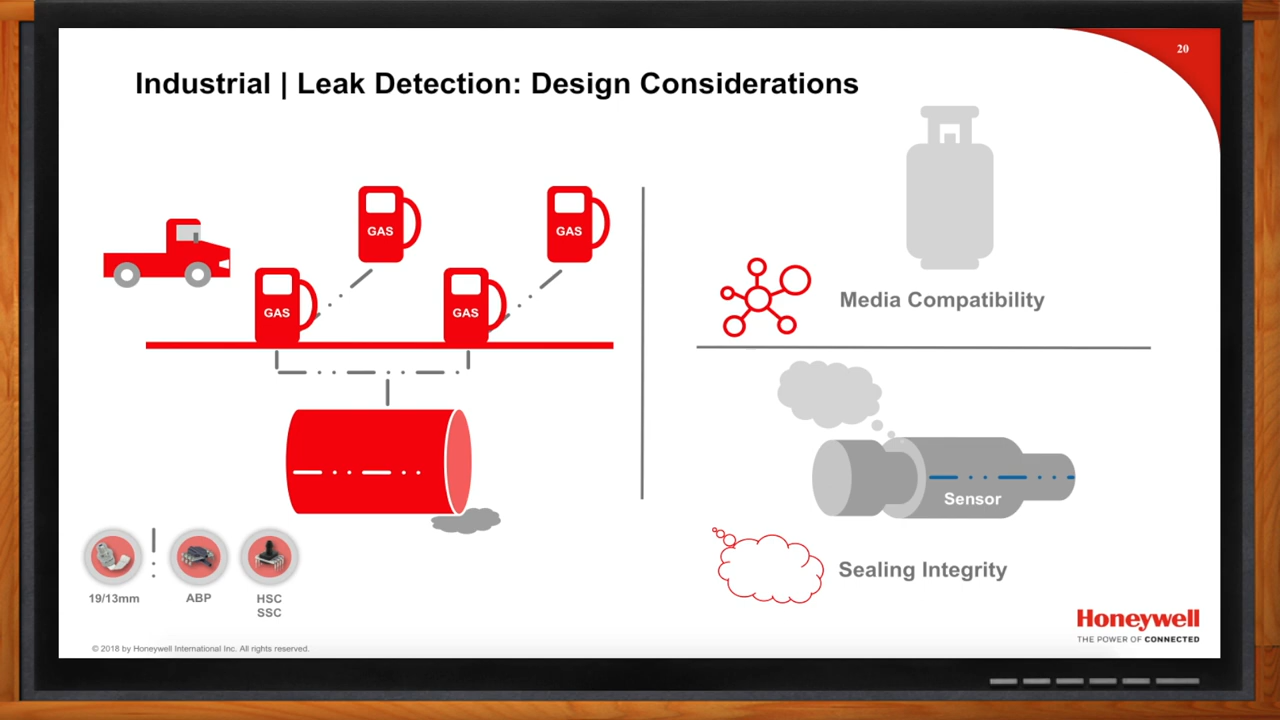 20
Industrial | Leak Detection: Design Considerations
GAS
GAS
GAS
GAS
Media Compatibility
Sensor
Sealing Integrity
19/13mm
ABP
HSC
SSC
Honeywell
THE POWER OF CONNECTED
© 2018 by Honeywell International Inc. All rights reserved.